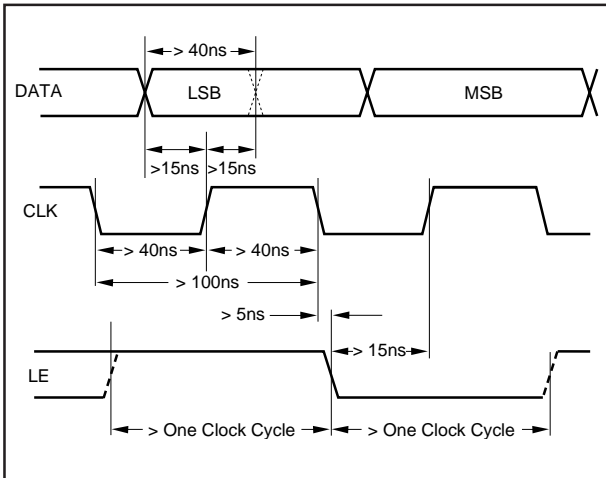 > 40ns
DATA
LSB
MSB
>15ns
>15ns
CLK
> 40ns
> 40ns
> 100ns
> 5ns
> 15ns
LE
> One Clock Cycle
> One Clock Cycle